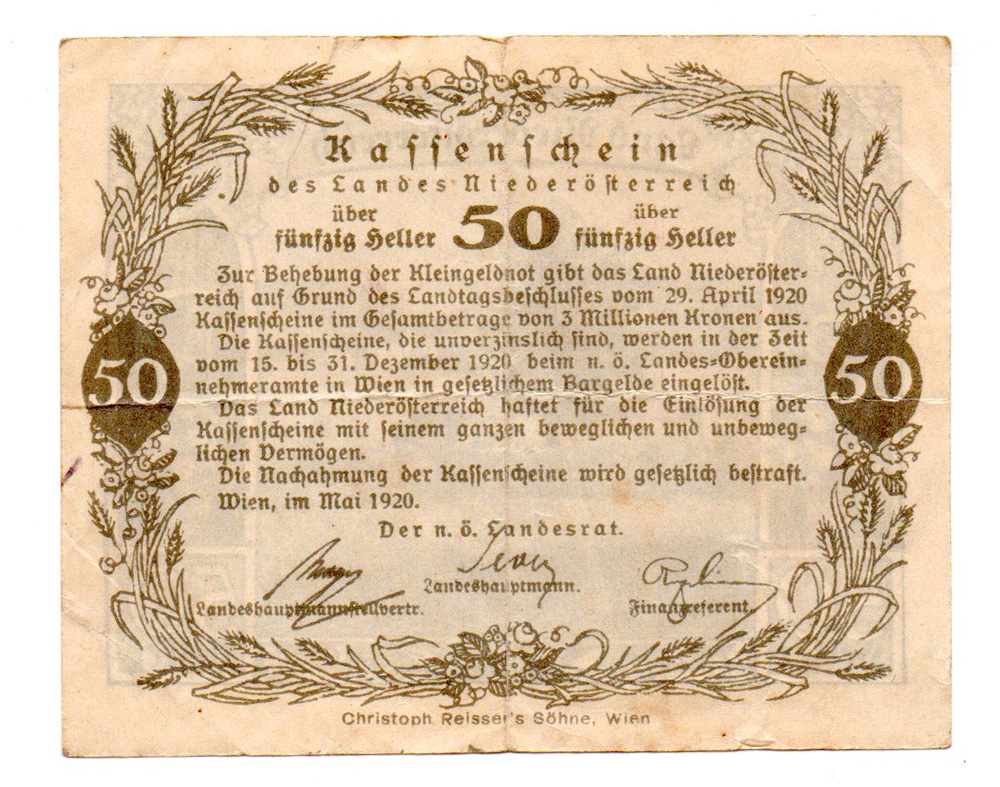 Kassenschein
des Landes Niederösterreich
über 50 über
fünfzig Heller fünfzig Heller
Zur Behebung der Kleingeldnot gibt das Land Niederöster-
reich auf Grund des Landtagsbeschlusses vom 29. April 1920
Kassenscheine im Gesamtbetrage von 3 Millionen Kronen aus.
Die Kassenscheine, die unverzinslich sind, werden in der Zeit
vom 15. bis 31. Dezember 1920 beim n. ö. Landes-Oberein-
nehmeramte in Wien in gesetzlichem Bargelde eingelöst.
50 50
Das Land Niederösterreich haftet für die Einlösung der
Kassenscheine mit seinem ganzen beweglichen und unbeweg-
lichen Vermögen.
Die Nachahmung der Kassenscheine wird gesetzlich bestraft.
Wien, im Mai 1920.
Der n. ö. Landesrat.
Landeshauptmann.
Landeshauptmannstellvertr. Finanzreferent.
Christoph Reisser's Söhne, Wien